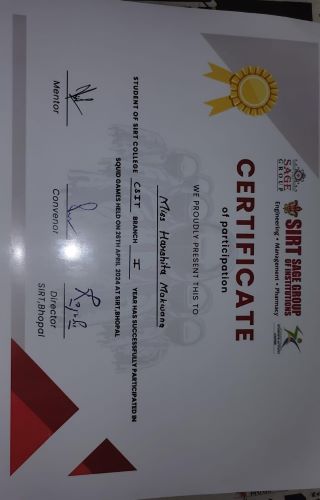 SAGE
GROUP
SIRT SAGE GROUP
OF INSTITUTIONS
Engineering • Management • Pharmacy
CERTIFICATE
of participation
WE PROUDLY PRESENT THIS TO
Miss Harshita Makwana
STUDENT OF SIRT COLLEGE CSIT BRANCH I YEAR HAS SUCCESSFULLY PARTICIPATED IN
SQUID GAMES HELD ON 26TH APRIL 2024 AT SIRT, BHOPAL
Mentor
Convenor
Director
SIRT, Bhopal